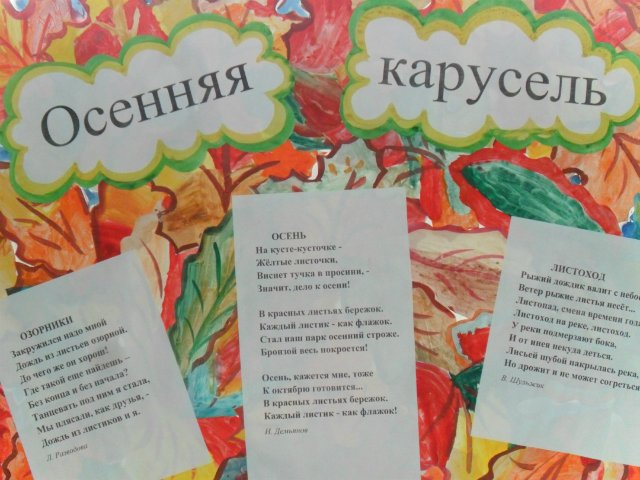 Осенняя
карусель
ОЗОРНИКИ
Закружился надо мной
Дождь из листьев озорной.
До чего же он хорош!
Где такой еще найдешь –
Без конца и без начала?
Танцевать под ним я стала,
Мы плясали, как друзья, -
Дождь из листиков и я.
Л. Разводова
ОСЕНЬ
На кусте-кусточке -
Жёлтые листочки,
Виснет тучка в просини, -
Значит, дело к осени!
В красных листьях бережок.
Каждый листик - как флажок.
Стал наш парк осенний строже.
Бронзой весь покроется!
Осень, кажется мне, тоже
К октябрю готовится...
В красных листьях бережок.
Каждый листик - как флажок!
И. Демьянов
ЛИСТОХОД
Рыжий дождик валит с небо
Ветер рыжие листья несёт...
Листопад, смена времён го
Листоход на реке, листоход.
У реки подмерзают бока.
И от инея некуда деться.
Лисьей шубой накрылась река,
Но дрожит и не может согреться
В. Шульжик